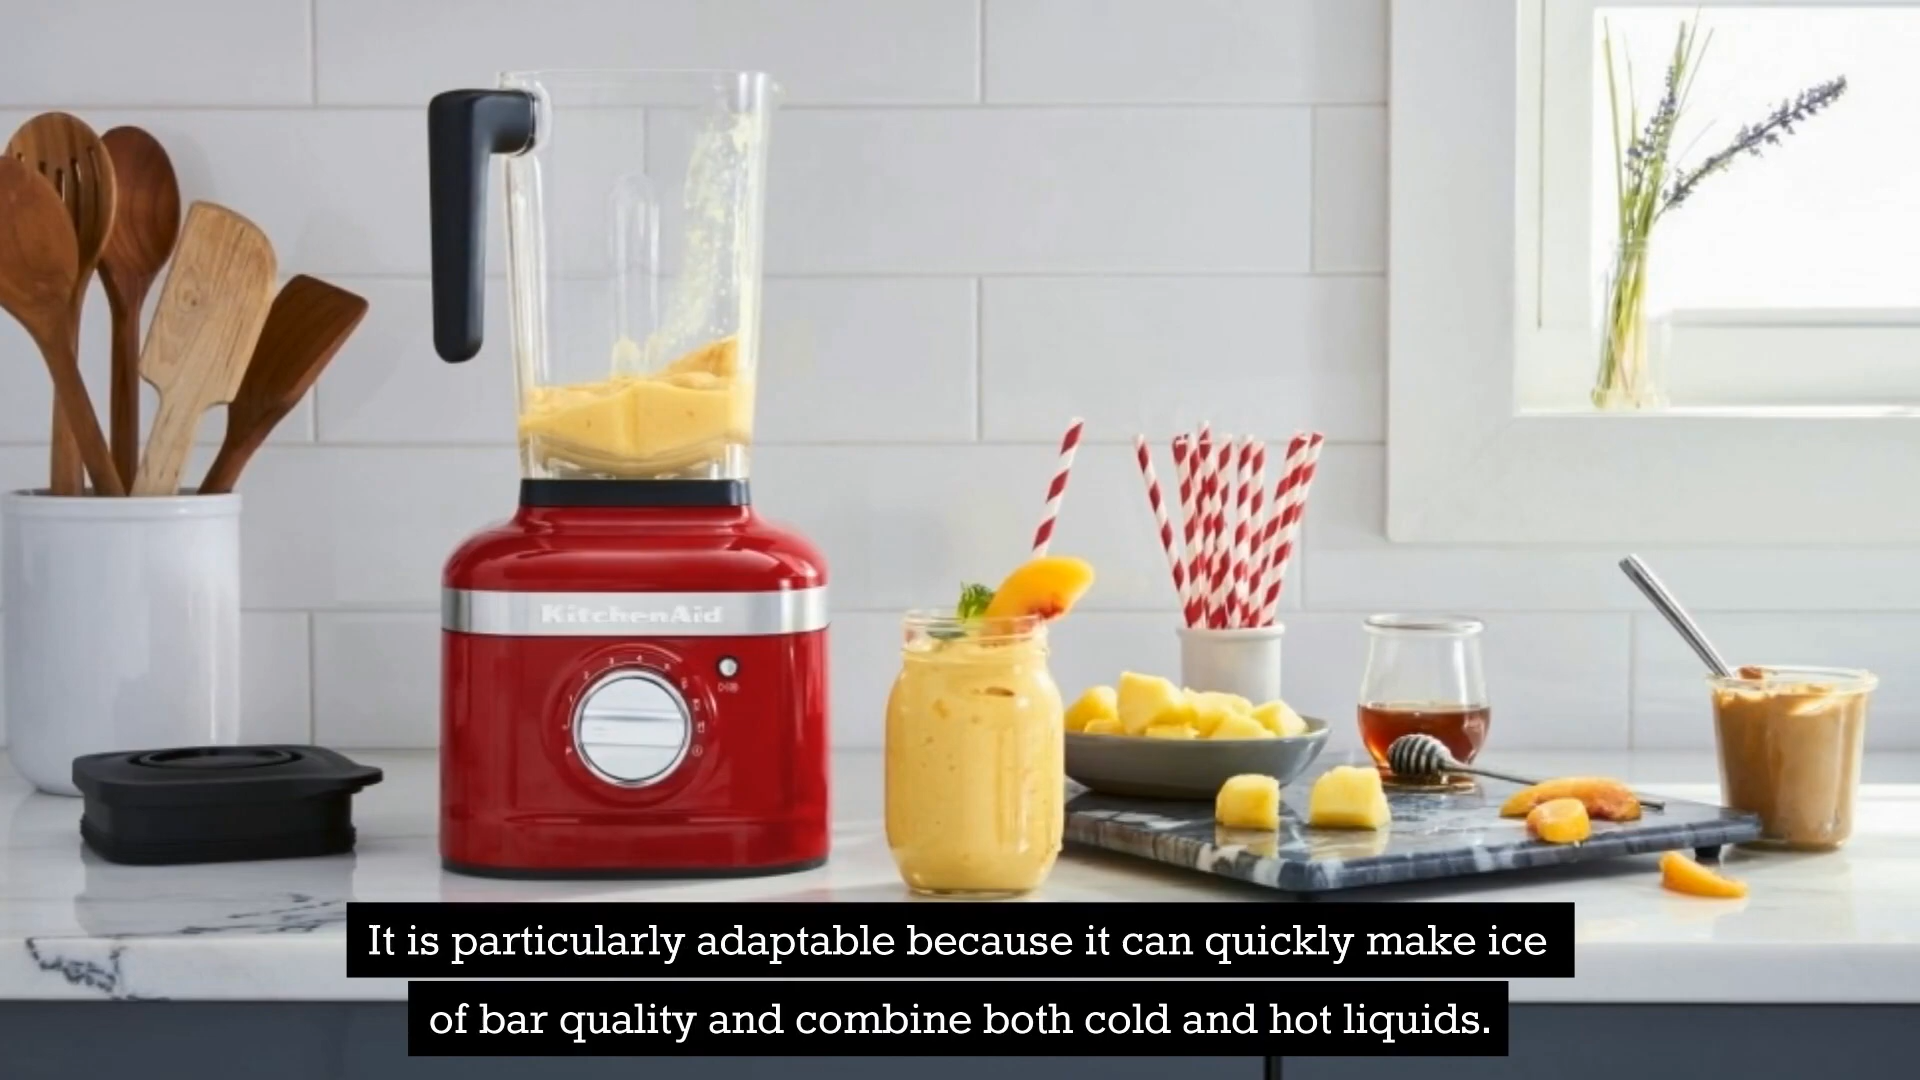 KitchenAid
It is particularly adaptable because it can quickly make ice
of bar quality and combine both cold and hot liquids.